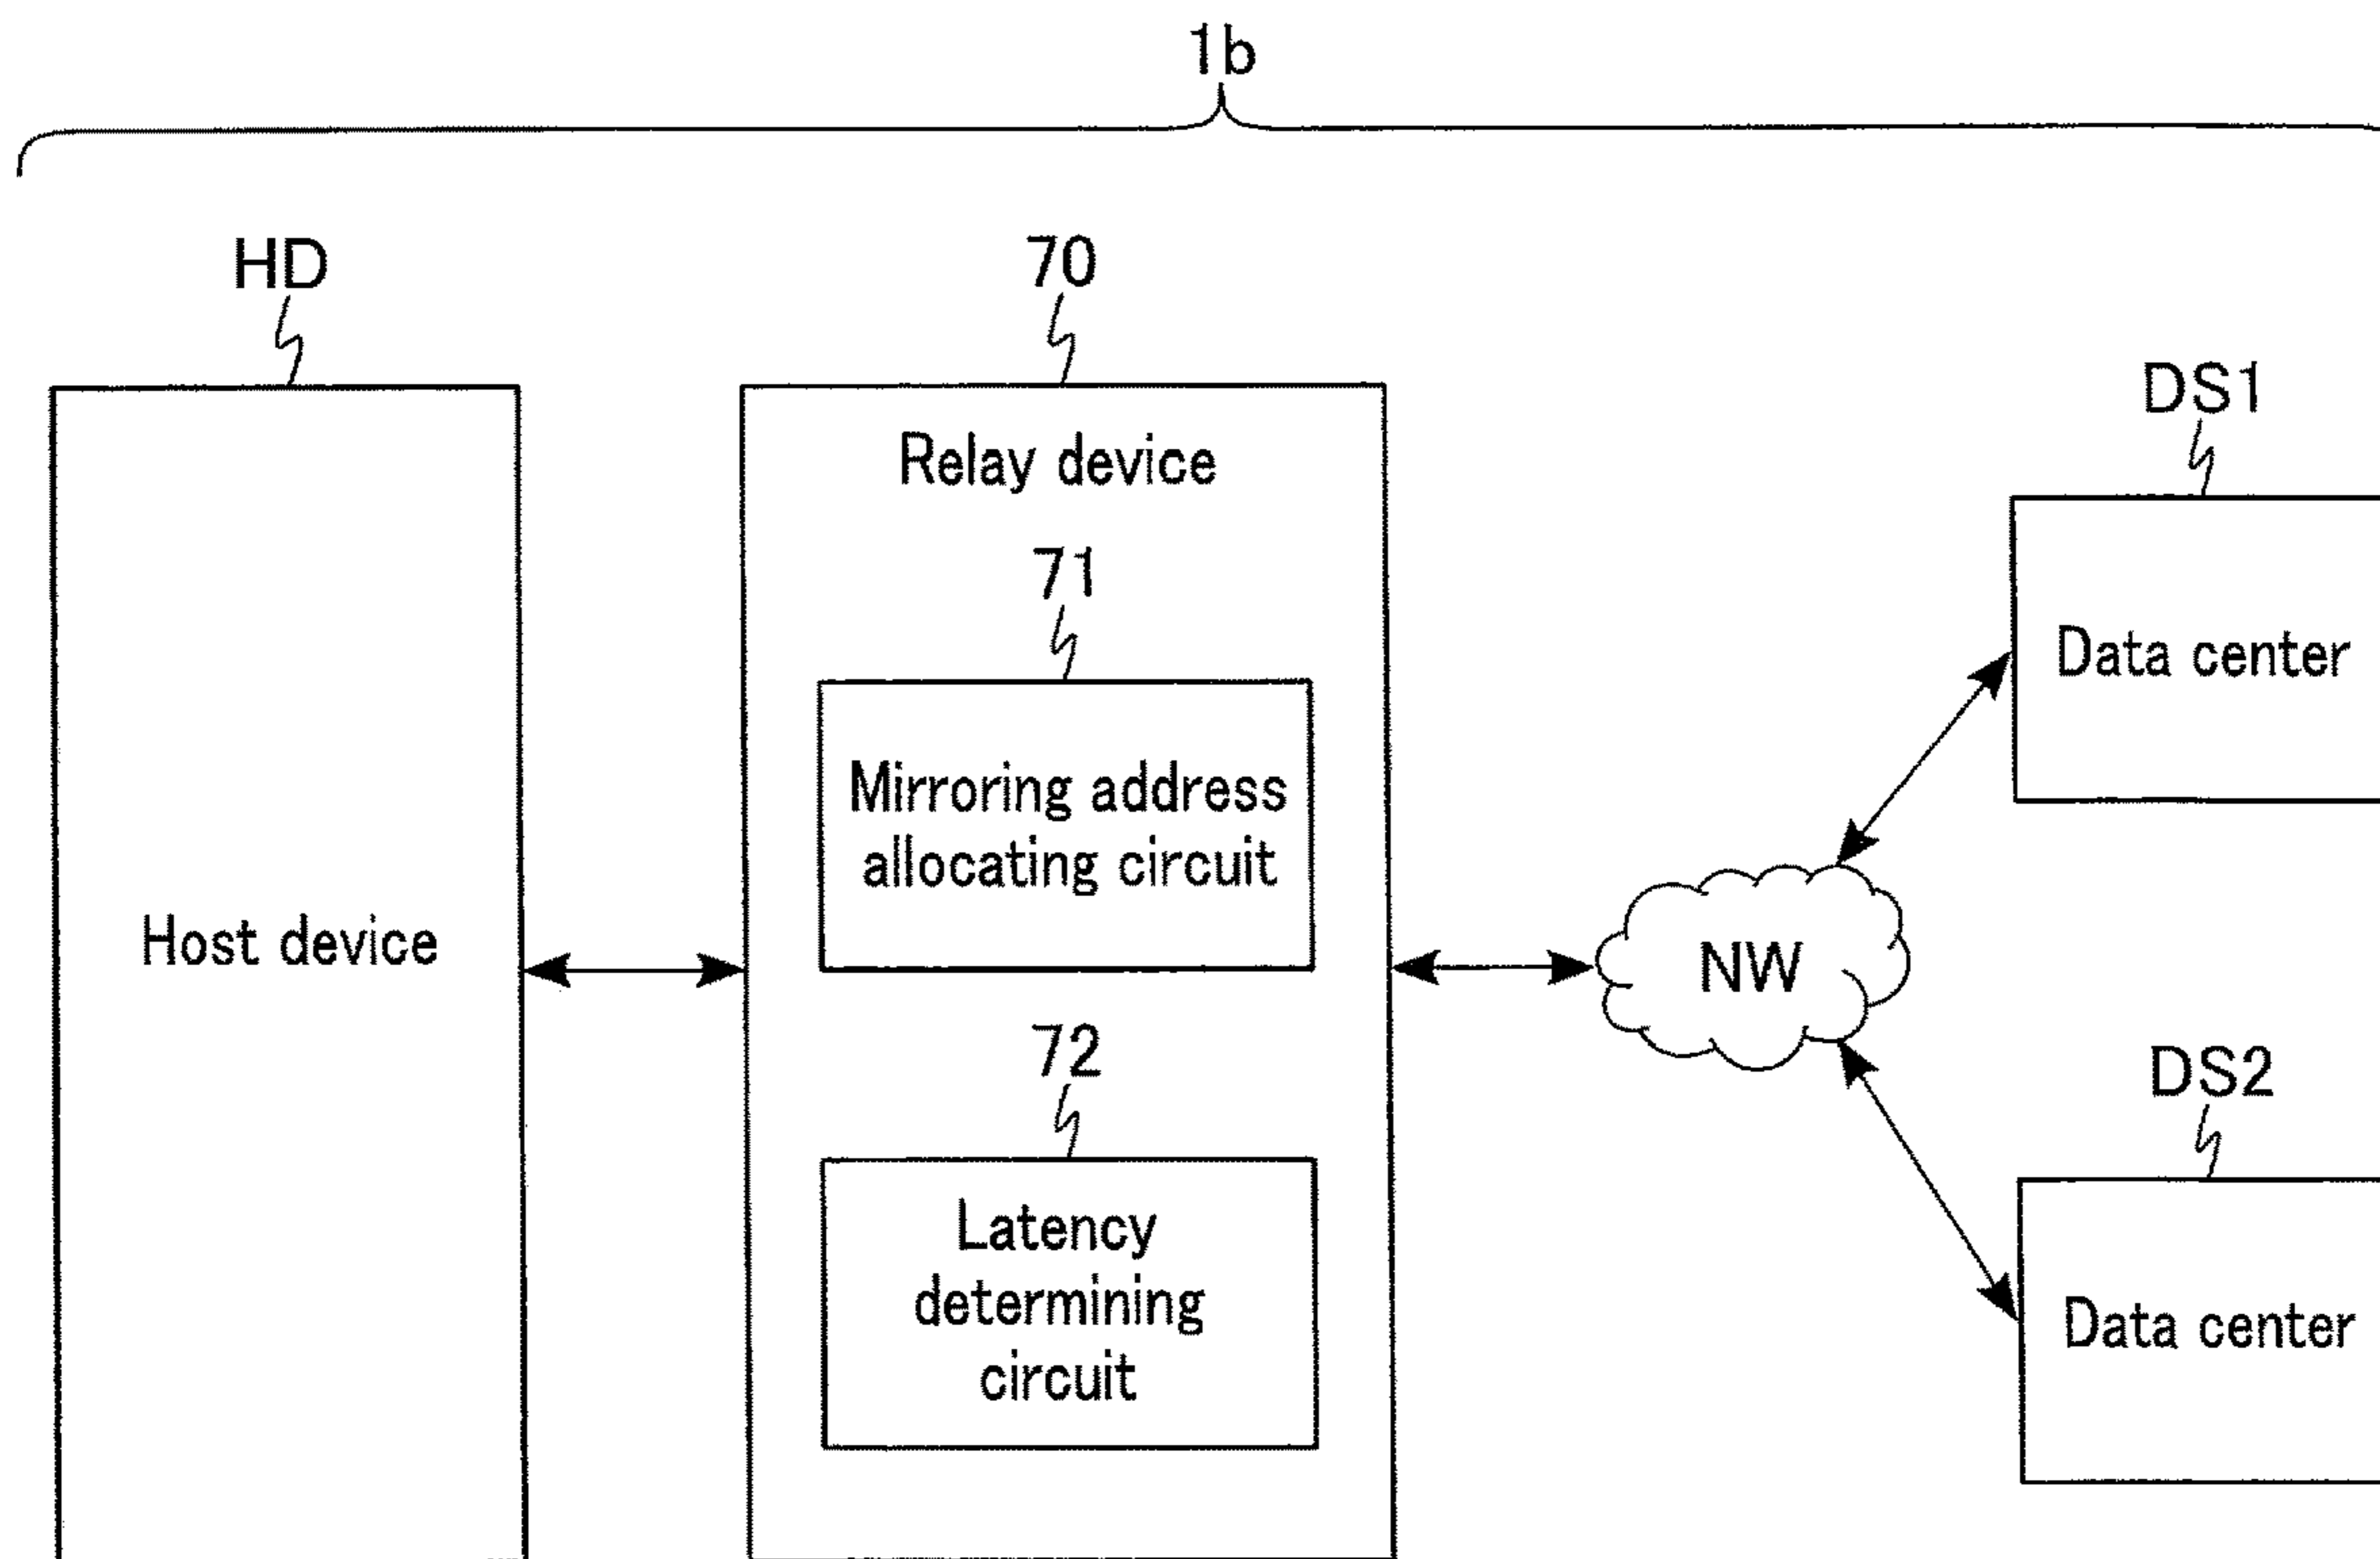 1b
HD
70
DS1
Relay device
71
Data center
Mirroring address
allocating circuit
Host device
NW
72
DS2
Latency
determining
circuit
Data center